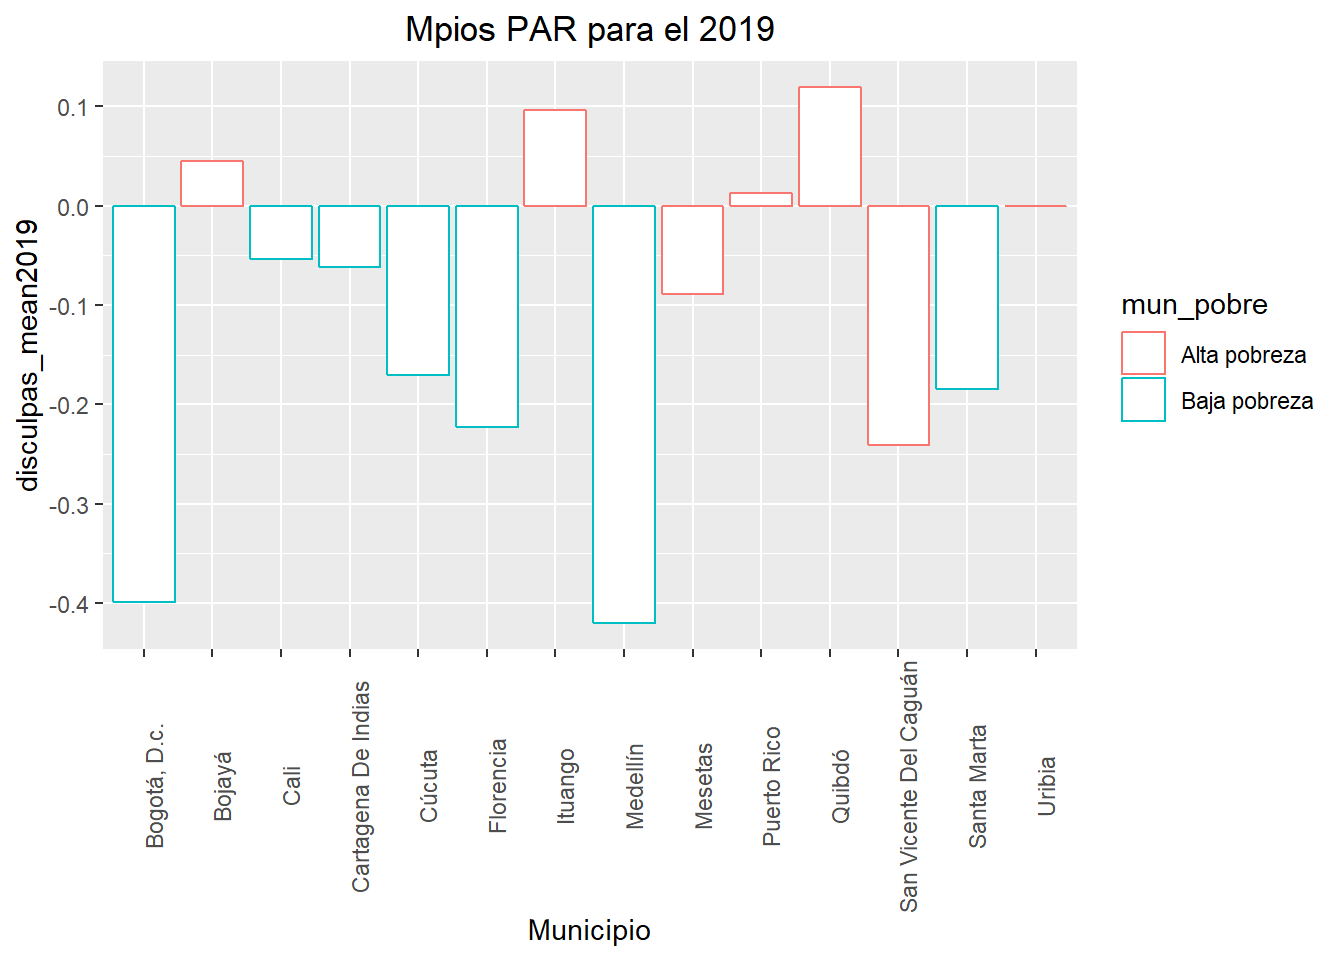 Mpios PAR para el 2019
0.1
0.0
-0.1
-0.2
-0.3
-0.4
disculpas_mean2019
Bogotá, D.c.
Bojayá
Cali
Cartagena De Indias
Cúcuta
Florencia
Ituango
Medellín
Mesetas
Puerto Rico
Quibdó
San Vicente Del Caguán
Santa Marta
Uribia
Municipio
mun_pobre
Alta pobreza
Baja pobreza